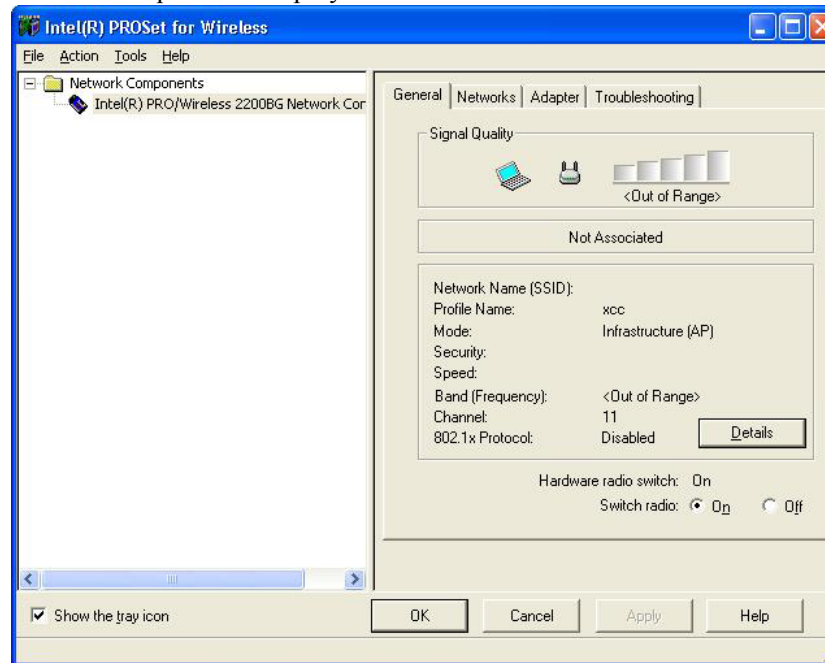 Intel(R) PROSet for Wireless
File Action Tools Help
Network Components
Intel(R) PRO/Wireless 2200BG Network Cor
General Networks Adapter Troubleshooting
Signal Quality
<Out of Range>
Not Associated
Network Name (SSID):
Profile Name: xcc
Mode: Infrastructure (AP)
Security:
Speed:
Band (Frequency): <Out of Range>
Channel: 11
802.1x Protocol: Disabled
Details
Hardware radio switch: On
Switch radio: On Off
Show the tray icon
OK Cancel Apply Help